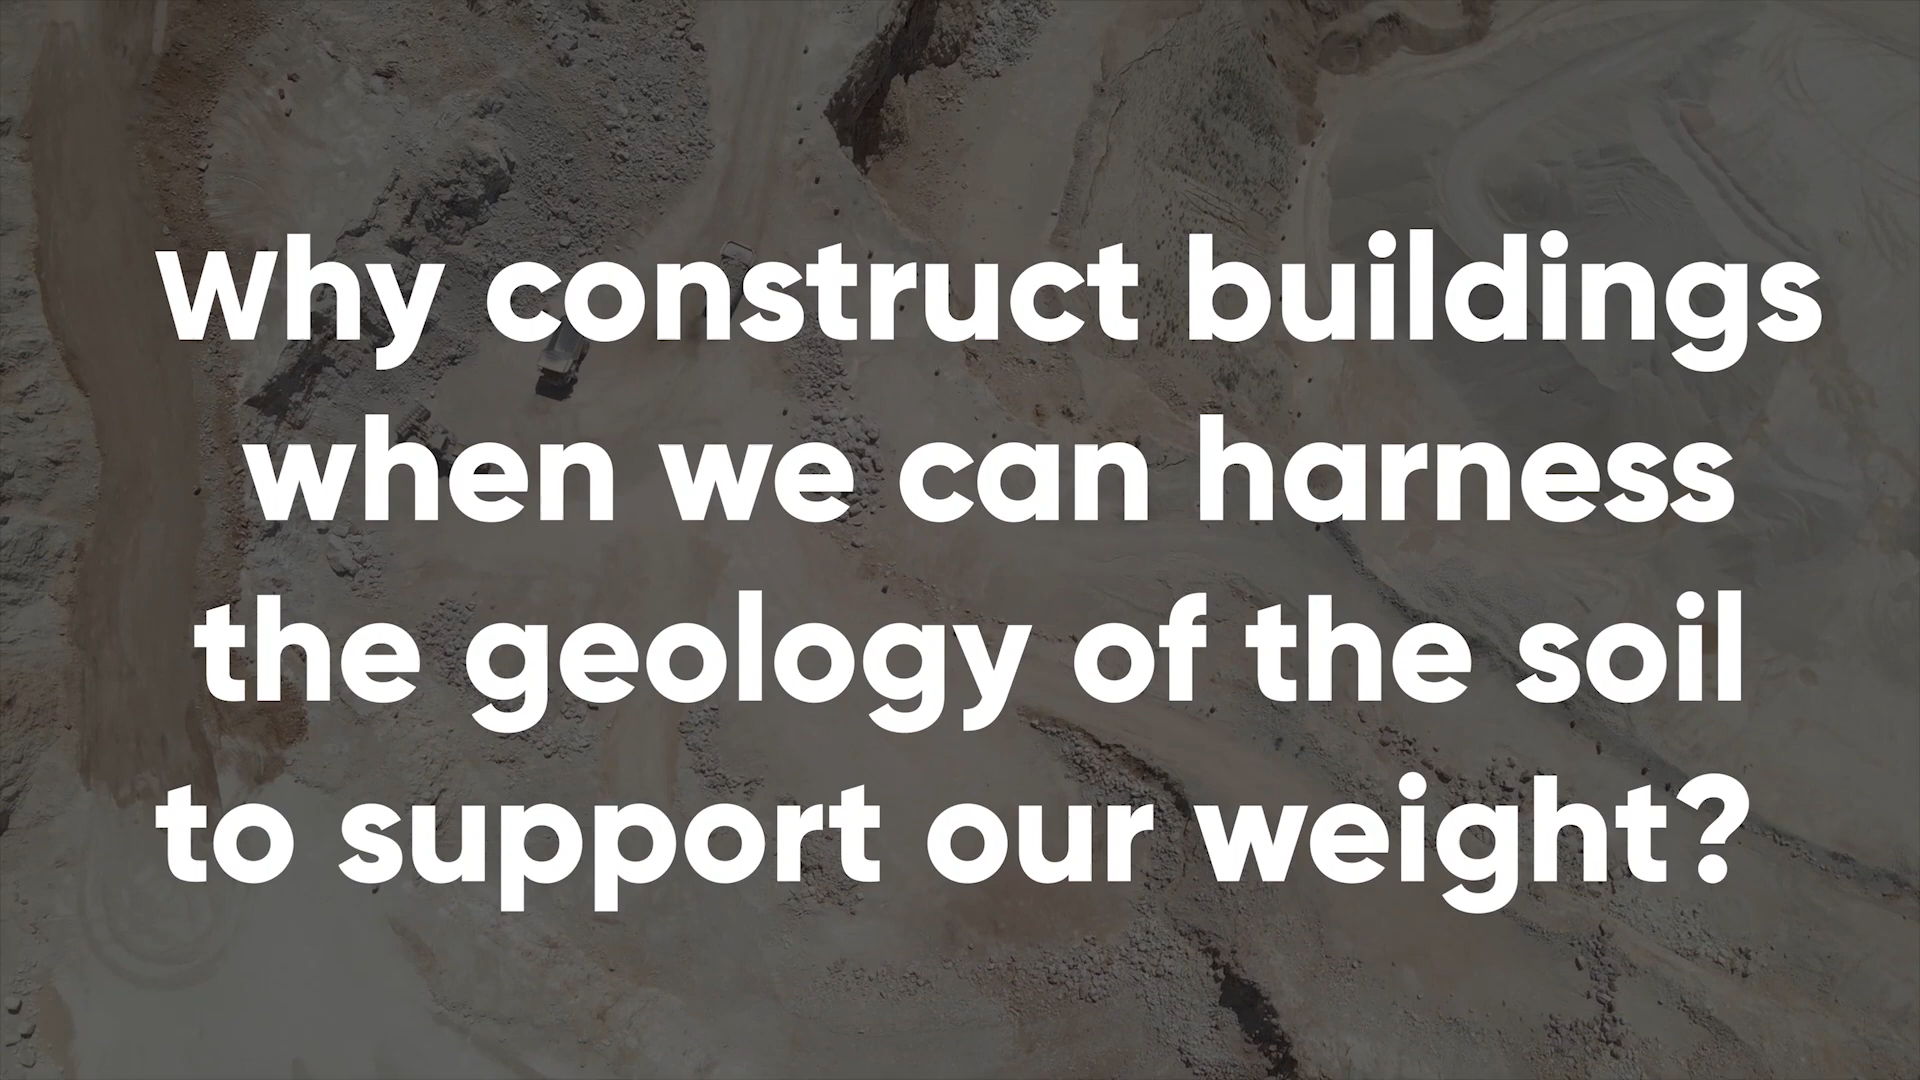 Why construct buildings
when we can harness
the geology of the soil
to support our weight?